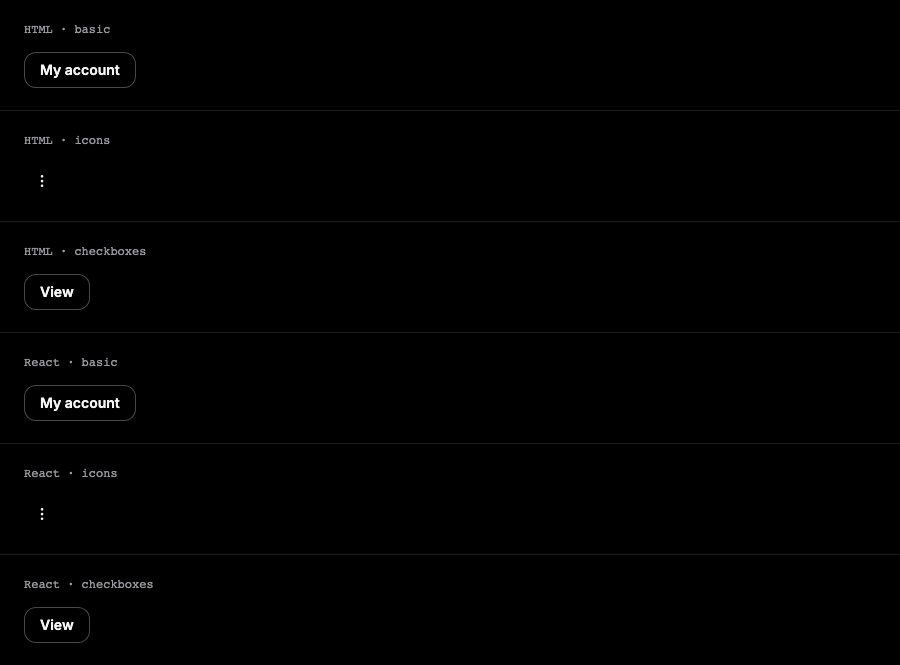 HTML · basic
My account
HTML · icons
HTML · checkboxes
View
React · basic
My account
React · icons
React · checkboxes
View